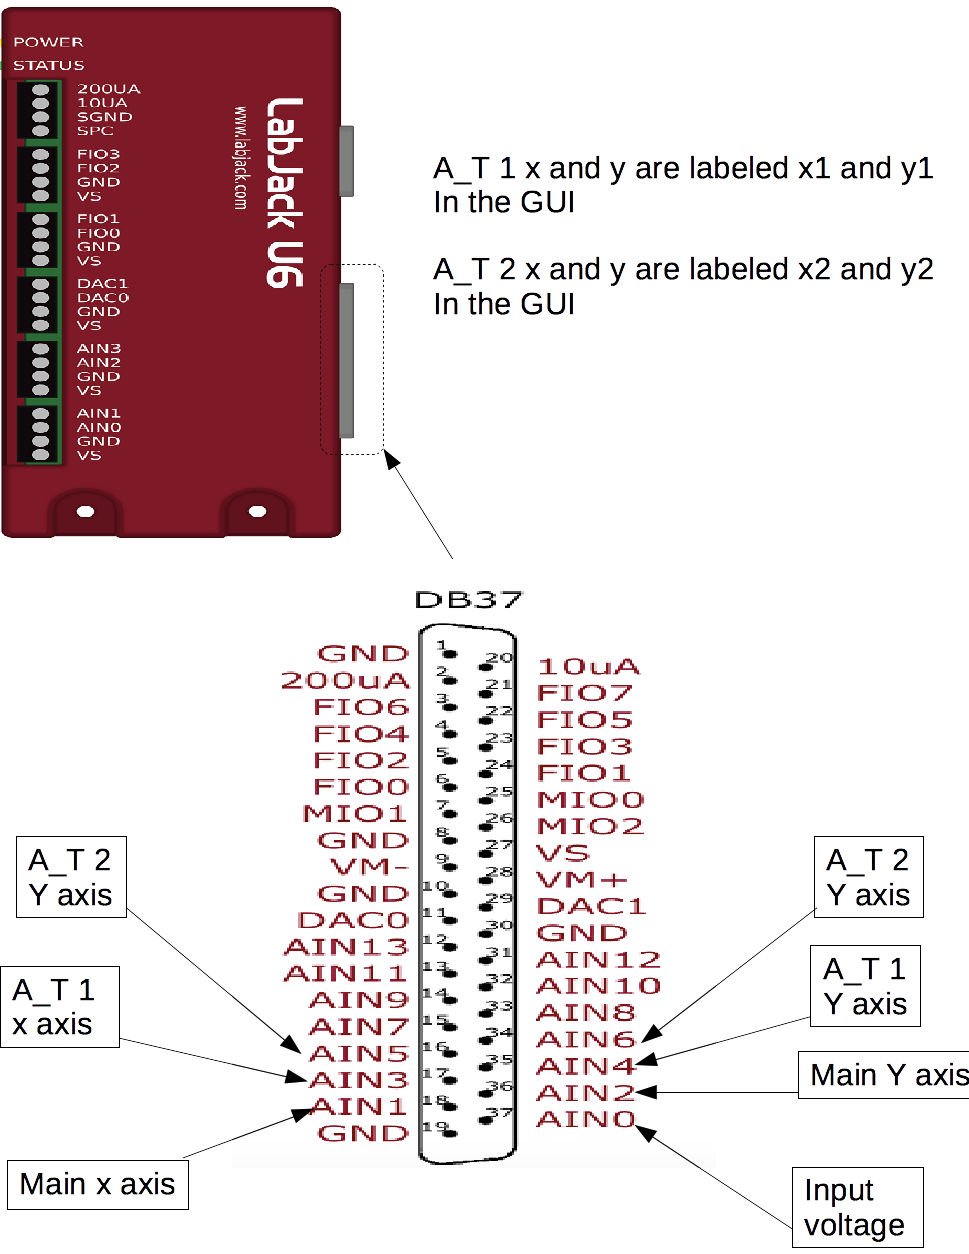 POWER
STATUS
200UA
10UA
SGND
SPC
FIO3
FIO2
GND
VS
FIO1
FIO0
GND
VS
DAC1
DAC0
GND
VS
AIN3
AIN2
GND
VS
AIN1
AIN0
GND
VS
LabJack U6
www.labjack.com
A_T 1 x and y are labeled x1 and y1
In the GUI
A_T 2 x and y are labeled x2 and y2
In the GUI
DB37
GND 1
200uA 2
FIO6 3
FIO4 4
FIO2 5
FIO0 6
MIO1 7
GND 8
VM- 9
GND 10
DAC0 11
AIN13 12
AIN11 13
AIN9 14
AIN7 15
AIN5 16
AIN3 17
AIN1 18
GND 19
20 10uA
21 FIO7
22 FIO5
23 FIO3
24 FIO1
25 MIO0
26 MIO2
27 VS
28 VM+
29 DAC1
30 GND
31 AIN12
32 AIN10
33 AIN8
34 AIN6
35 AIN4
36 AIN2
37 AIN0
A_T 2
Y axis
A_T 1
x axis
Main x axis
A_T 2
Y axis
A_T 1
Y axis
Main Y axis
Input
voltage